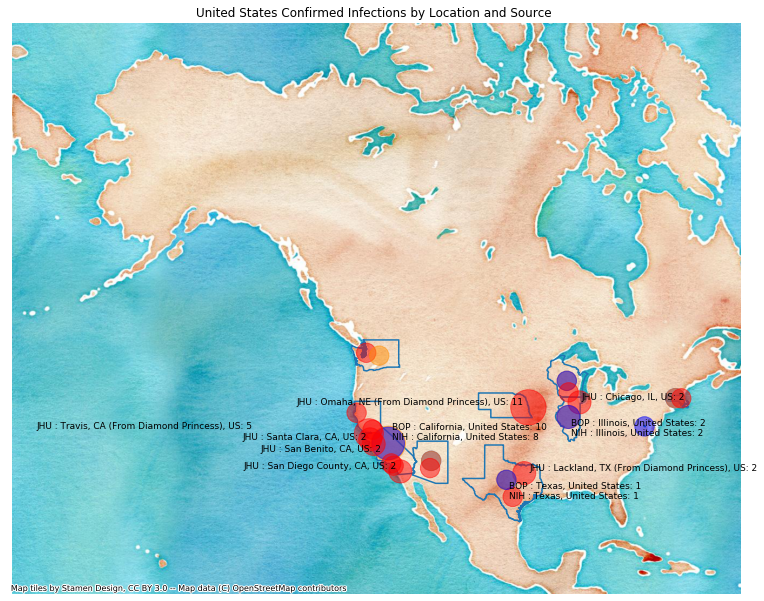 United States Confirmed Infections by Location and Source
JHU : Chicago, IL, US: 2
JHU : Omaha, NE (From Diamond Princess), US: 11
JHU : Travis, CA (From Diamond Princess), US: 5
BOP : California, United States: 10
BOP : Illinois, United States: 2
JHU : Santa Clara, CA, US: 2
NIH : California, United States: 8
NIH : Illinois, United States: 2
JHU : San Benito, CA, US: 2
JHU : San Diego County, CA, US: 2
JHU : Lackland, TX (From Diamond Princess), US: 2
BOP : Texas, United States: 1
NIH : Texas, United States: 1
Map tiles by Stamen Design, CC BY 3.0 -- Map data (C) OpenStreetMap contributors